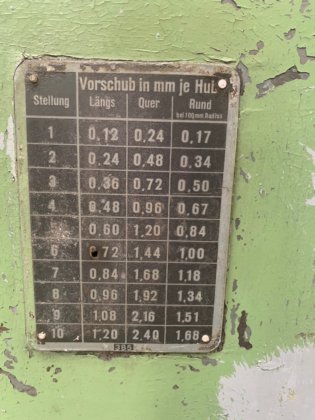 Vorschub in mm je Hub
Stellung Längs Quer Rund
bei 100 mm Radius
1 0,12 0,24 0,17
2 0,24 0,48 0,34
3 0,36 0,72 0,50
4 0,48 0,96 0,67
0,60 1,20 0,84
6 0,72 1,44 1,00
7 0,84 1,68 1,18
8 0,96 1,92 1,34
9 1,08 2,16 1,51
10 1,20 2,40 1,68